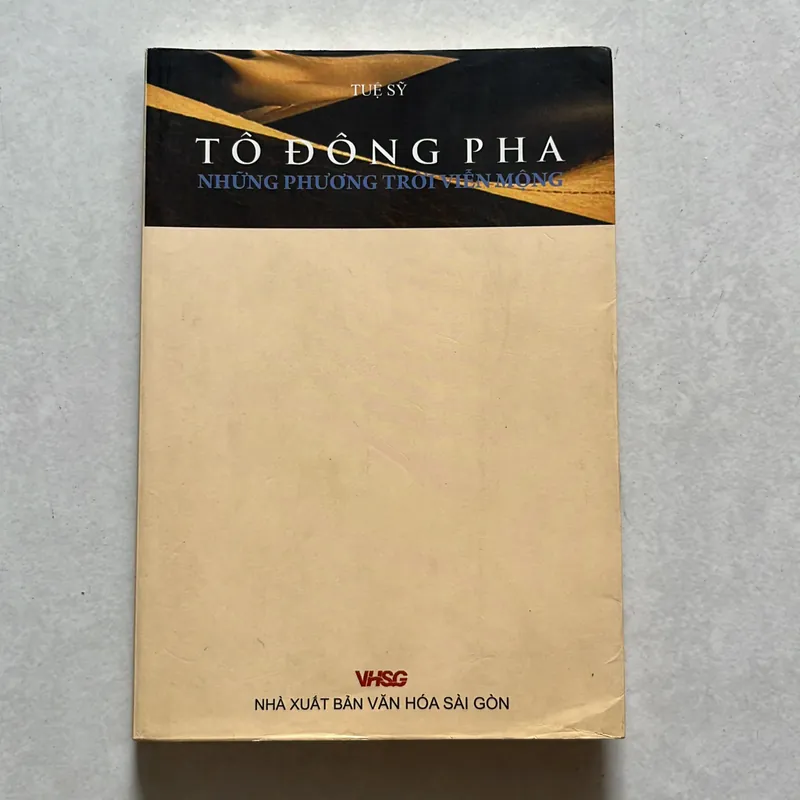 TUỆ SỸ
TÔ ĐÔNG PHA
NHỮNG PHƯƠNG TRỜI VIỄN MỘNG
VHSG
NHÀ XUẤT BẢN VĂN HÓA SÀI GÒN